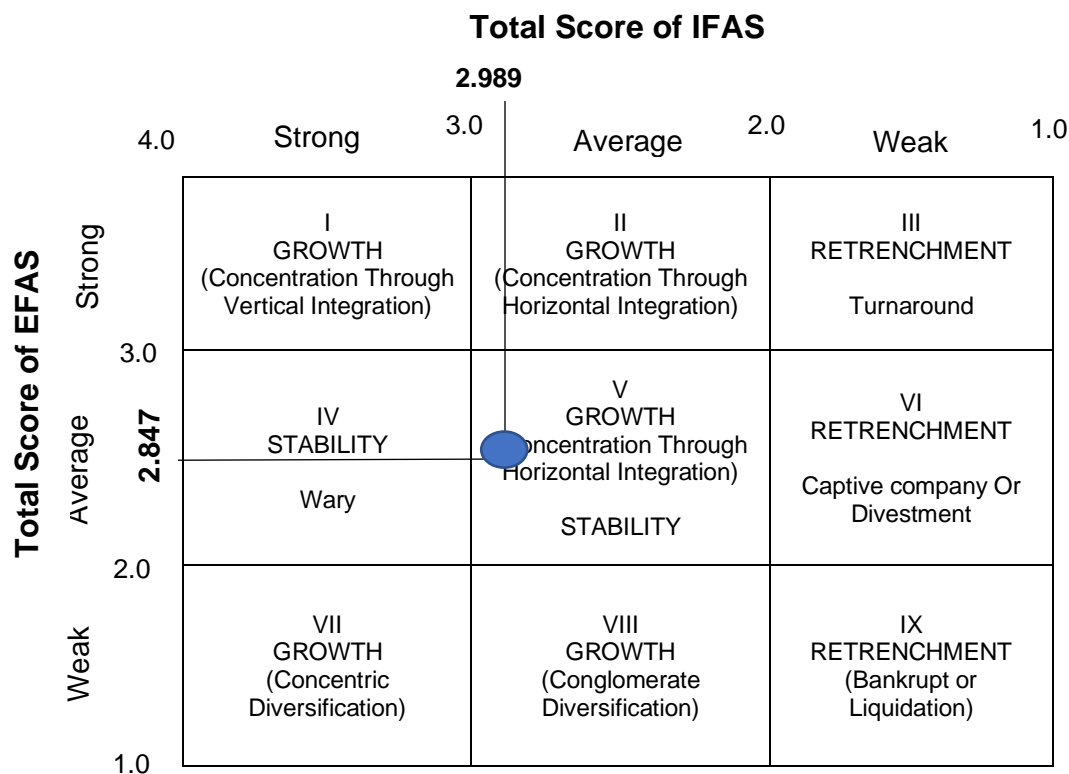 Total Score of IFAS
2.989
4.0 Strong 3.0 Average 2.0 Weak 1.0
Total Score of EFAS
Strong
I
GROWTH
(Concentration Through
Vertical Integration)
II
GROWTH
(Concentration Through
Horizontal Integration)
III
RETRENCHMENT
Turnaround
3.0
Average
2.847
IV
STABILITY
Wary
V
GROWTH
oncentration Through
Horizontal Integration)
STABILITY
VI
RETRENCHMENT
Captive company Or
Divestment
2.0
Weak
VII
GROWTH
(Concentric
Diversification)
VIII
GROWTH
(Conglomerate
Diversification)
IX
RETRENCHMENT
(Bankrupt or
Liquidation)
1.0